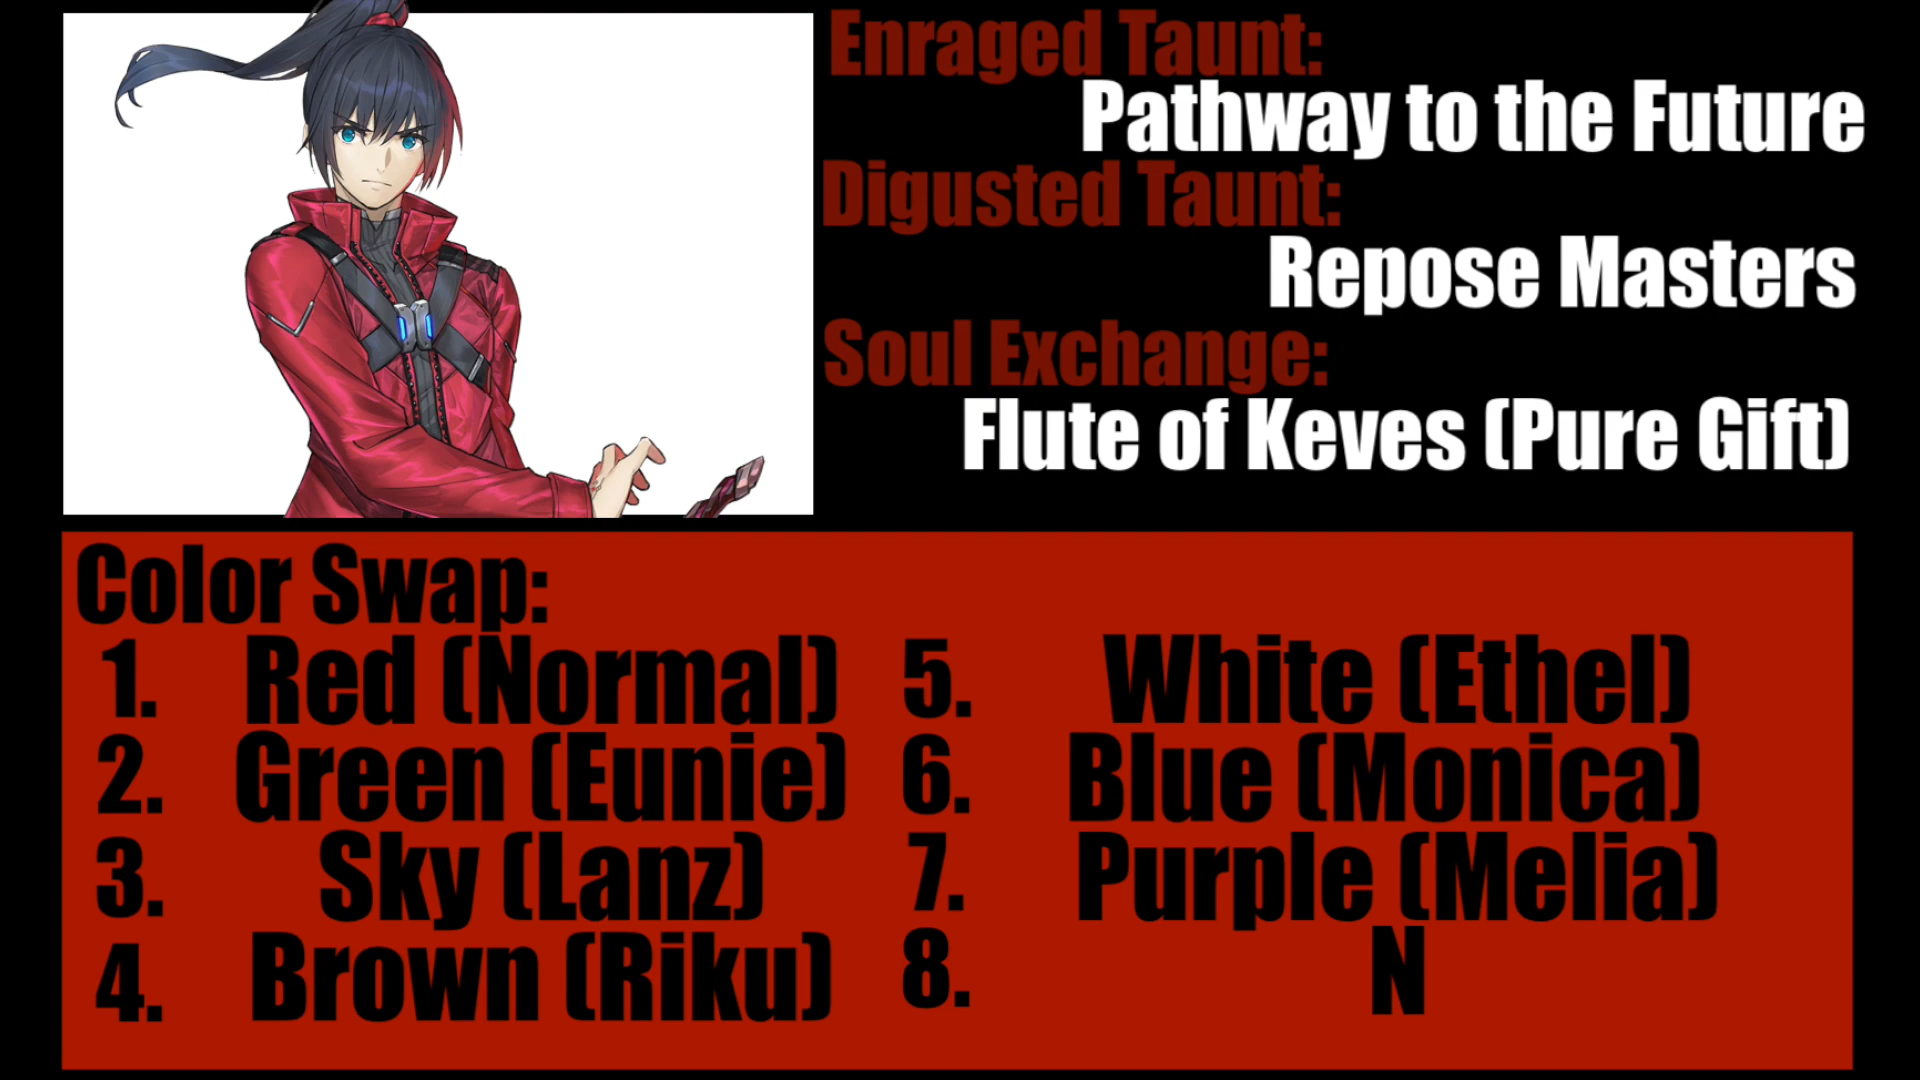 Enraged Taunt:
Pathway to the Future
Digusted Taunt:
Repose Masters
Soul Exchange:
Flute of Keves (Pure Gift)
Color Swap:
1. Red (Normal)
2. Green (Eunie)
3. Sky (Lanz)
4. Brown (Riku)
5. White (Ethel)
6. Blue (Monica)
7. Purple (Melia)
8. N